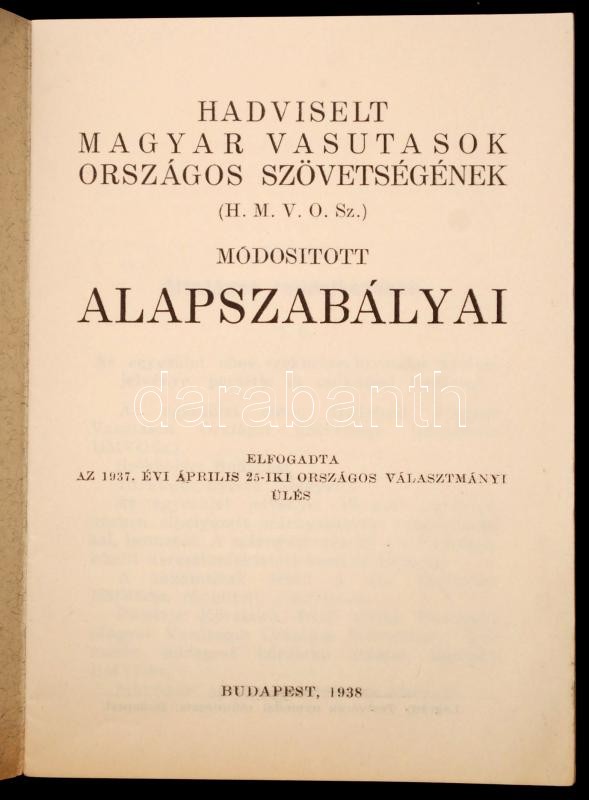 HADVISELT
MAGYAR VASUTASOK
ORSZÁGOS SZÖVETSÉGÉNEK
(H. M. V. O. Sz.)
MÓDOSITOTT
ALAPSZABÁLYAI
darabanth
ELFOGADTA
AZ 1937. ÉVI ÁPRILIS 25-IKI ORSZÁGOS VÁLASZTMÁNYI
ÜLÉS
BUDAPEST, 1938